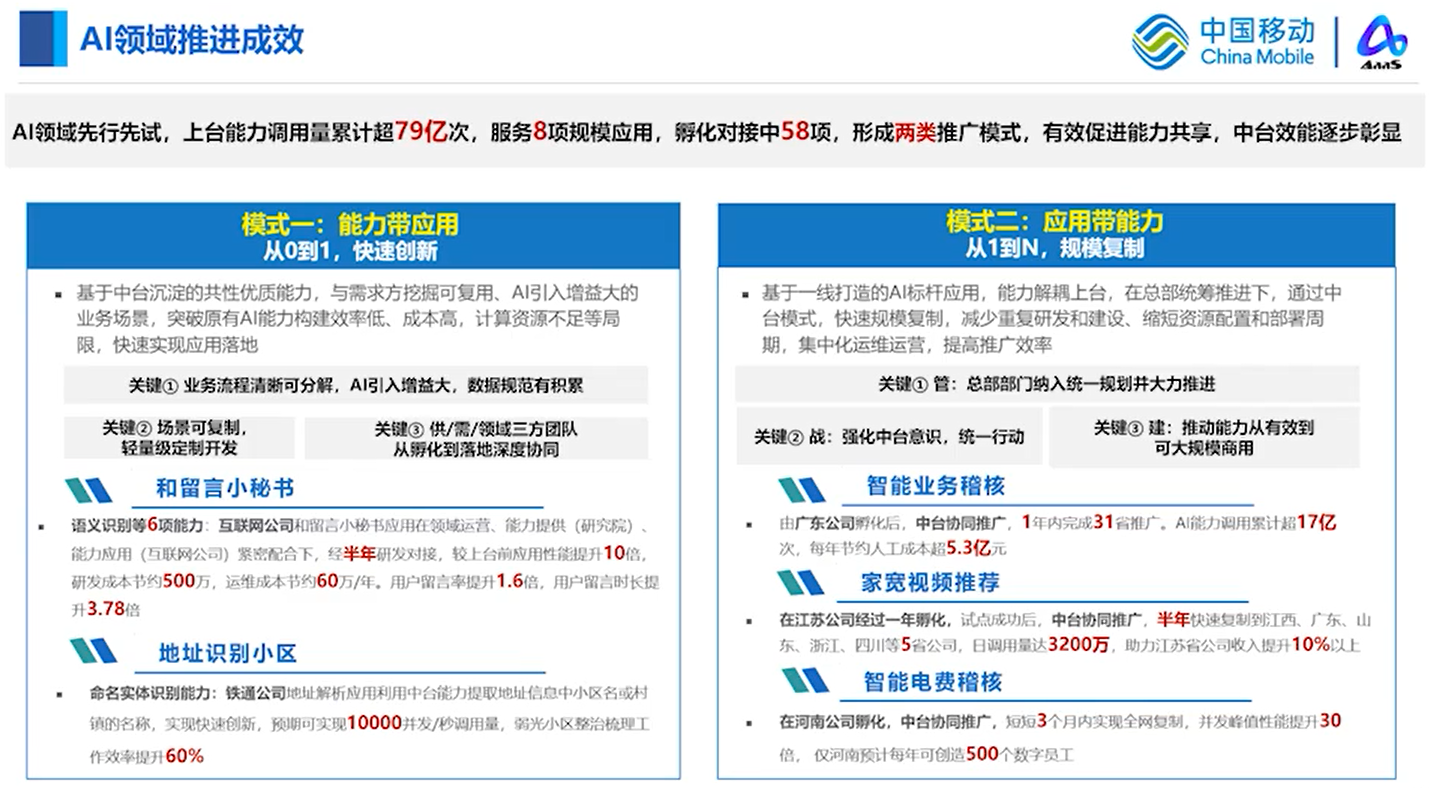 AI领域推进成效
中国移动
China Mobile
AaaS
AI领域先行先试，上台能力调用量累计超79亿次，服务8项规模应用，孵化对接中58项，形成两类推广模式，有效促进能力共享，中台效能逐步彰显
模式一：能力带应用
从0到1，快速创新
▪ 基于中台沉淀的共性优质能力，与需求方挖掘可复用、AI引入增益大的
业务场景，突破原有AI能力构建效率低、成本高，计算资源不足等局
限，快速实现应用落地
关键① 业务流程清晰可分解，AI引入增益大，数据规范有积累
关键② 场景可复制，
轻量级定制开发
关键③ 供/需/领域三方团队
从孵化到落地深度协同
和留言小秘书
▪ 语义识别等6项能力：互联网公司和留言小秘书应用在领域运营、能力提供（研究院）、
能力应用（互联网公司）紧密配合下，经半年研发对接，较上台前应用性能提升10倍，
研发成本节约500万，运维成本节约60万/年。用户留言率提升1.6倍，用户留言时长提
升3.78倍
地址识别小区
▪ 命名实体识别能力：铁通公司地址解析应用利用中台能力提取地址信息中小区名或村
镇的名称，实现快速创新，预期可实现10000并发/秒调用量，弱光小区整治梳理工
作效率提升60%
模式二：应用带能力
从1到N，规模复制
▪ 基于一线打造的AI标杆应用，能力解耦上台，在总部统筹推进下，通过中
台模式，快速规模复制，减少重复研发和建设、缩短资源配置和部署周
期，集中化运维运营，提高推广效率
关键① 管：总部部门纳入统一规划并大力推进
关键② 战：强化中台意识，统一行动
关键③ 建：推动能力从有效到
可大规模商用
智能业务稽核
▪ 由广东公司孵化后，中台协同推广，1年内完成31省推广。AI能力调用累计超17亿
次，每年节约人工成本超5.3亿元
家宽视频推荐
▪ 在江苏公司经过一年孵化，试点成功后，中台协同推广，半年快速复制到江西、广东、山
东、浙江、四川等5省公司，日调用量达3200万，助力江苏省公司收入提升10%以上
智能电费稽核
▪ 在河南公司孵化，中台协同推广，短短3个月内实现全网复制，并发峰值性能提升30
倍， 仅河南预计每年可创造500个数字员工